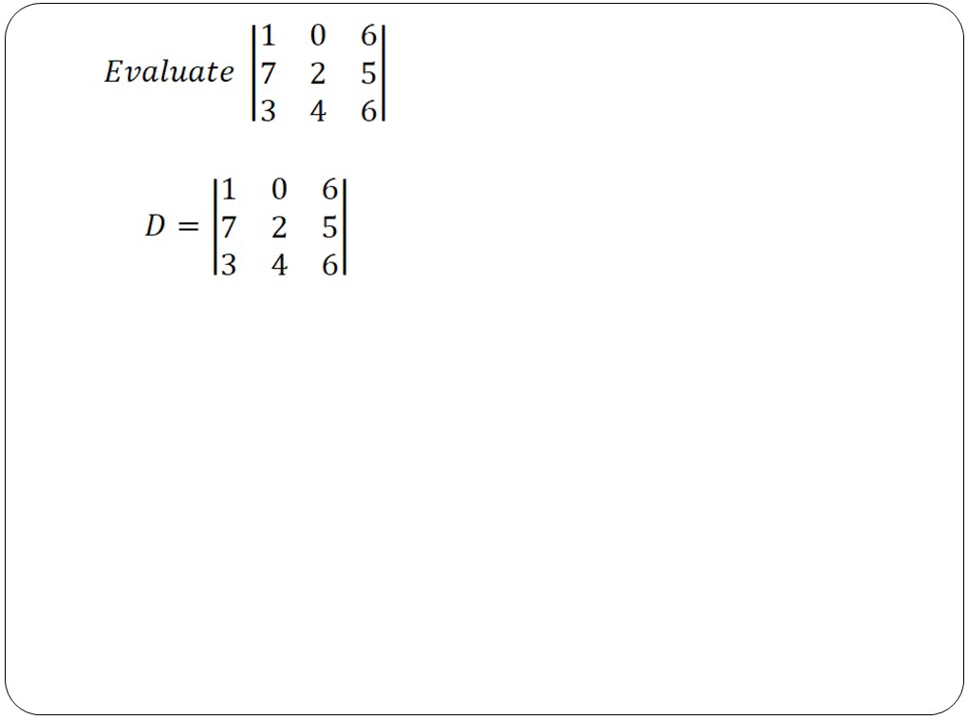 Evaluate |1 0 6|
|7 2 5|
|3 4 6|
D = |1 0 6|
|7 2 5|
|3 4 6|